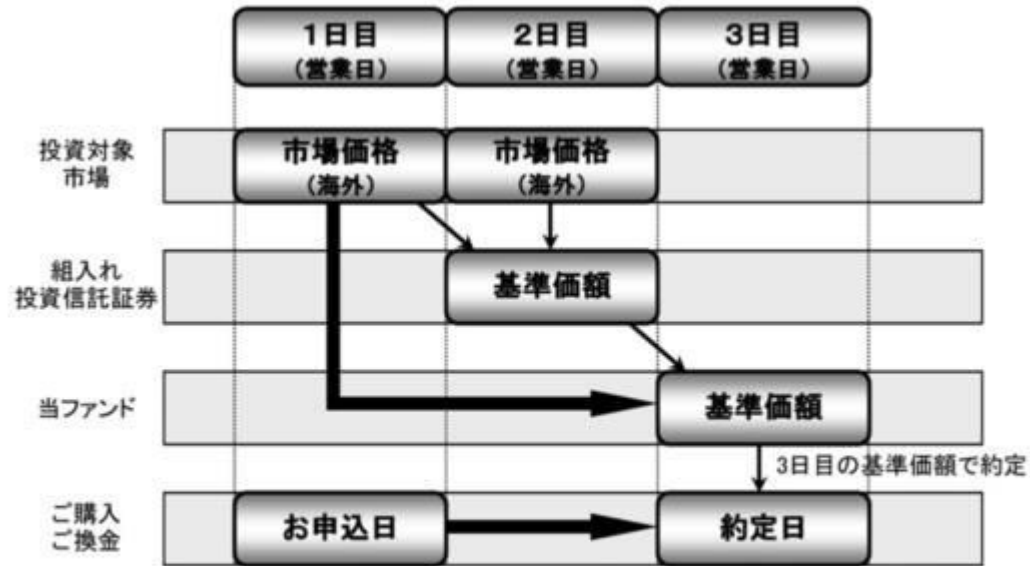 1日目
(営業日)
2日目
(営業日)
3日目
(営業日)
投資対象
市場
市場価格
(海外)
市場価格
(海外)
組入れ
投資信託証券
基準価額
当ファンド
基準価額
3日目の基準価額で約定
ご購入
ご換金
お申込日
約定日